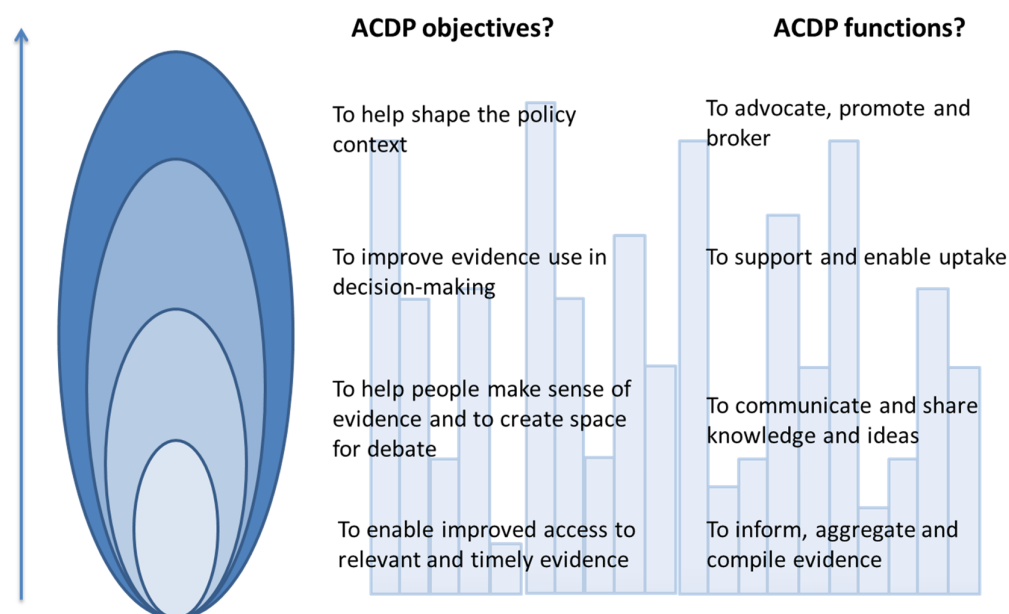 ACDP objectives?
ACDP functions?
To help shape the policy
context
To advocate, promote and
broker
To improve evidence use in
decision-making
To support and enable uptake
To help people make sense of
evidence and to create space
for debate
To communicate and share
knowledge and ideas
To enable improved access to
relevant and timely evidence
To inform, aggregate and
compile evidence